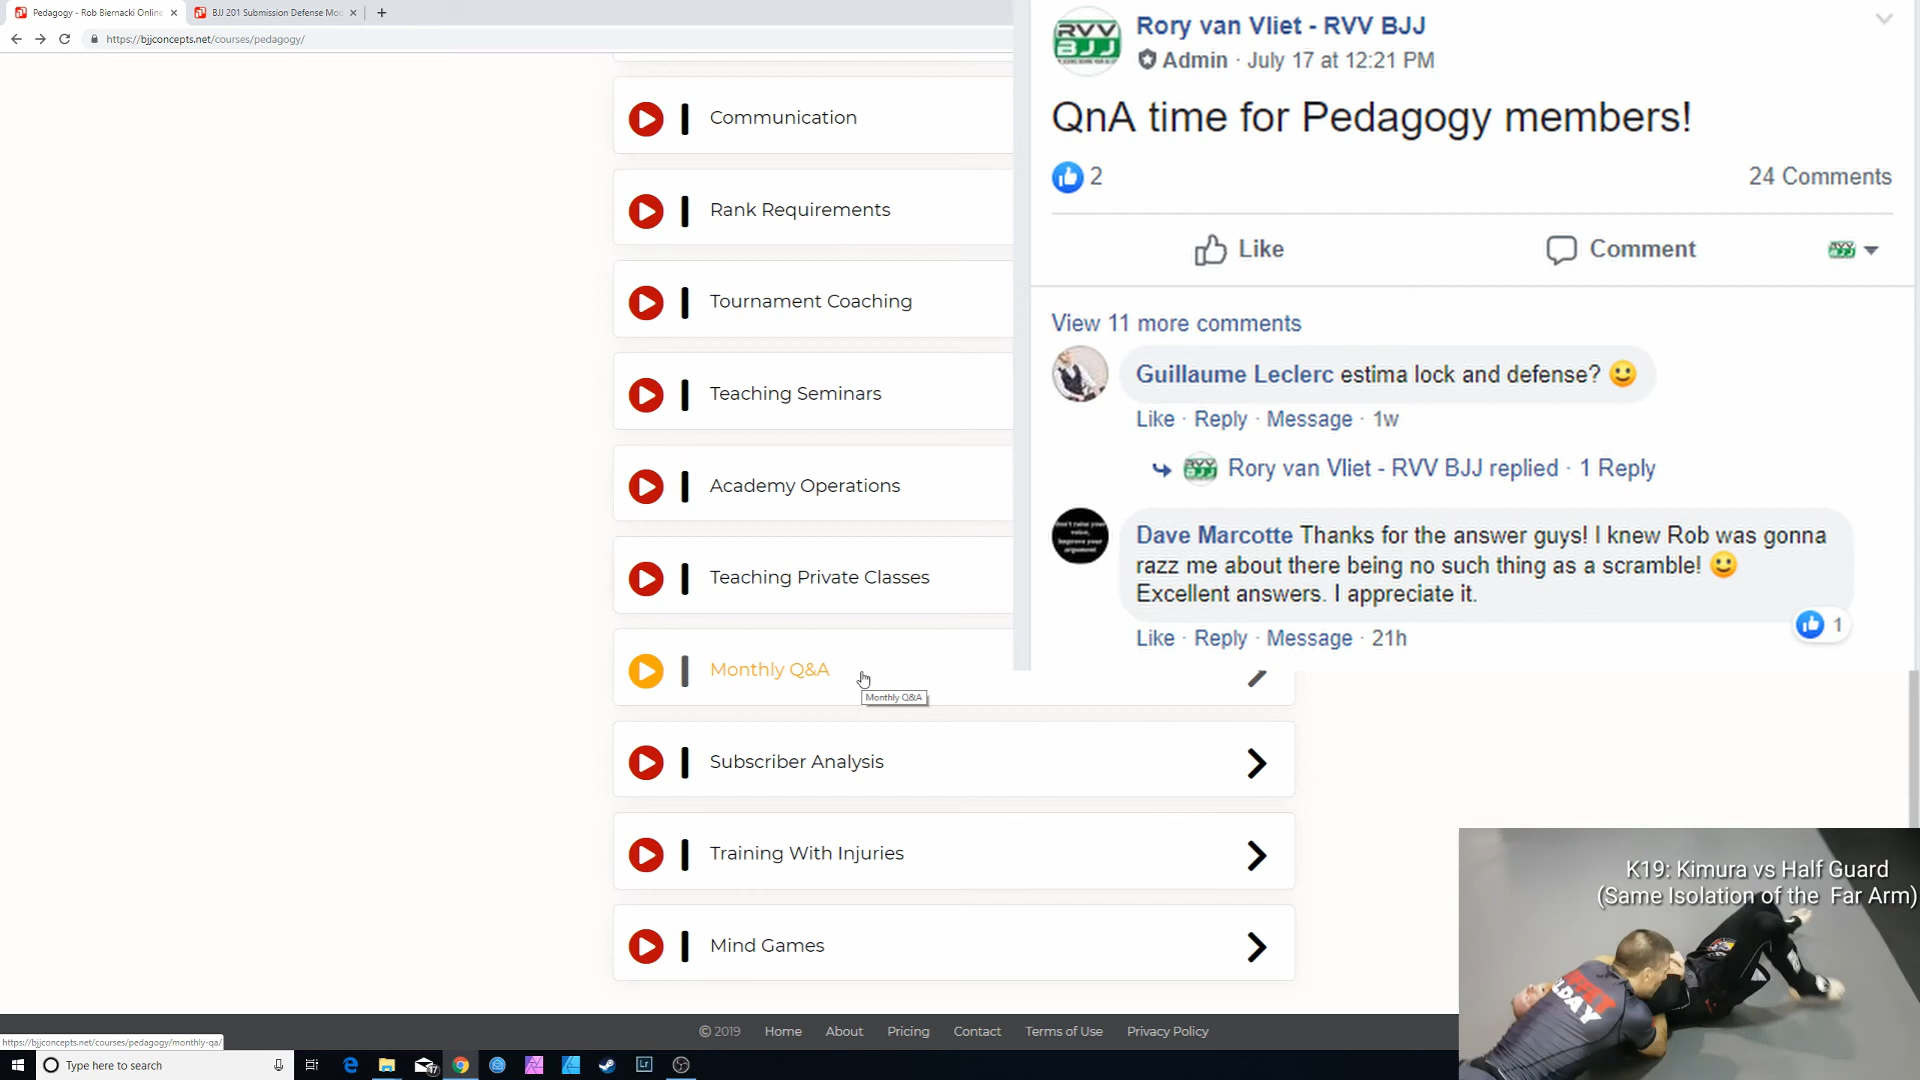 Pedagogy - Rob Biernacki Online
BJJ 201 Submission Defense Mod
https://bjjconcepts.net/courses/pedagogy/
Communication
Rank Requirements
Tournament Coaching
Teaching Seminars
Academy Operations
Teaching Private Classes
Monthly Q&A
Monthly Q&A
Subscriber Analysis
Training With Injuries
Mind Games
© 2019 Home About Pricing Contact Terms of Use Privacy Policy
https://bjjconcepts.net/courses/pedagogy/monthly-qa/
Type here to search
17
Lr
RVV
BJJ
Rory van Vliet - RVV BJJ
Admin · July 17 at 12:21 PM
QnA time for Pedagogy members!
2
24 Comments
Like Comment
View 11 more comments
Guillaume Leclerc estima lock and defense? 🙂
Like · Reply · Message · 1w
Rory van Vliet - RVV BJJ replied · 1 Reply
Dave Marcotte Thanks for the answer guys! I knew Rob was gonna
razz me about there being no such thing as a scramble! 🙂
Excellent answers. I appreciate it.
1
Like · Reply · Message · 21h
K19: Kimura vs Half Guard
(Same Isolation of the Far Arm)